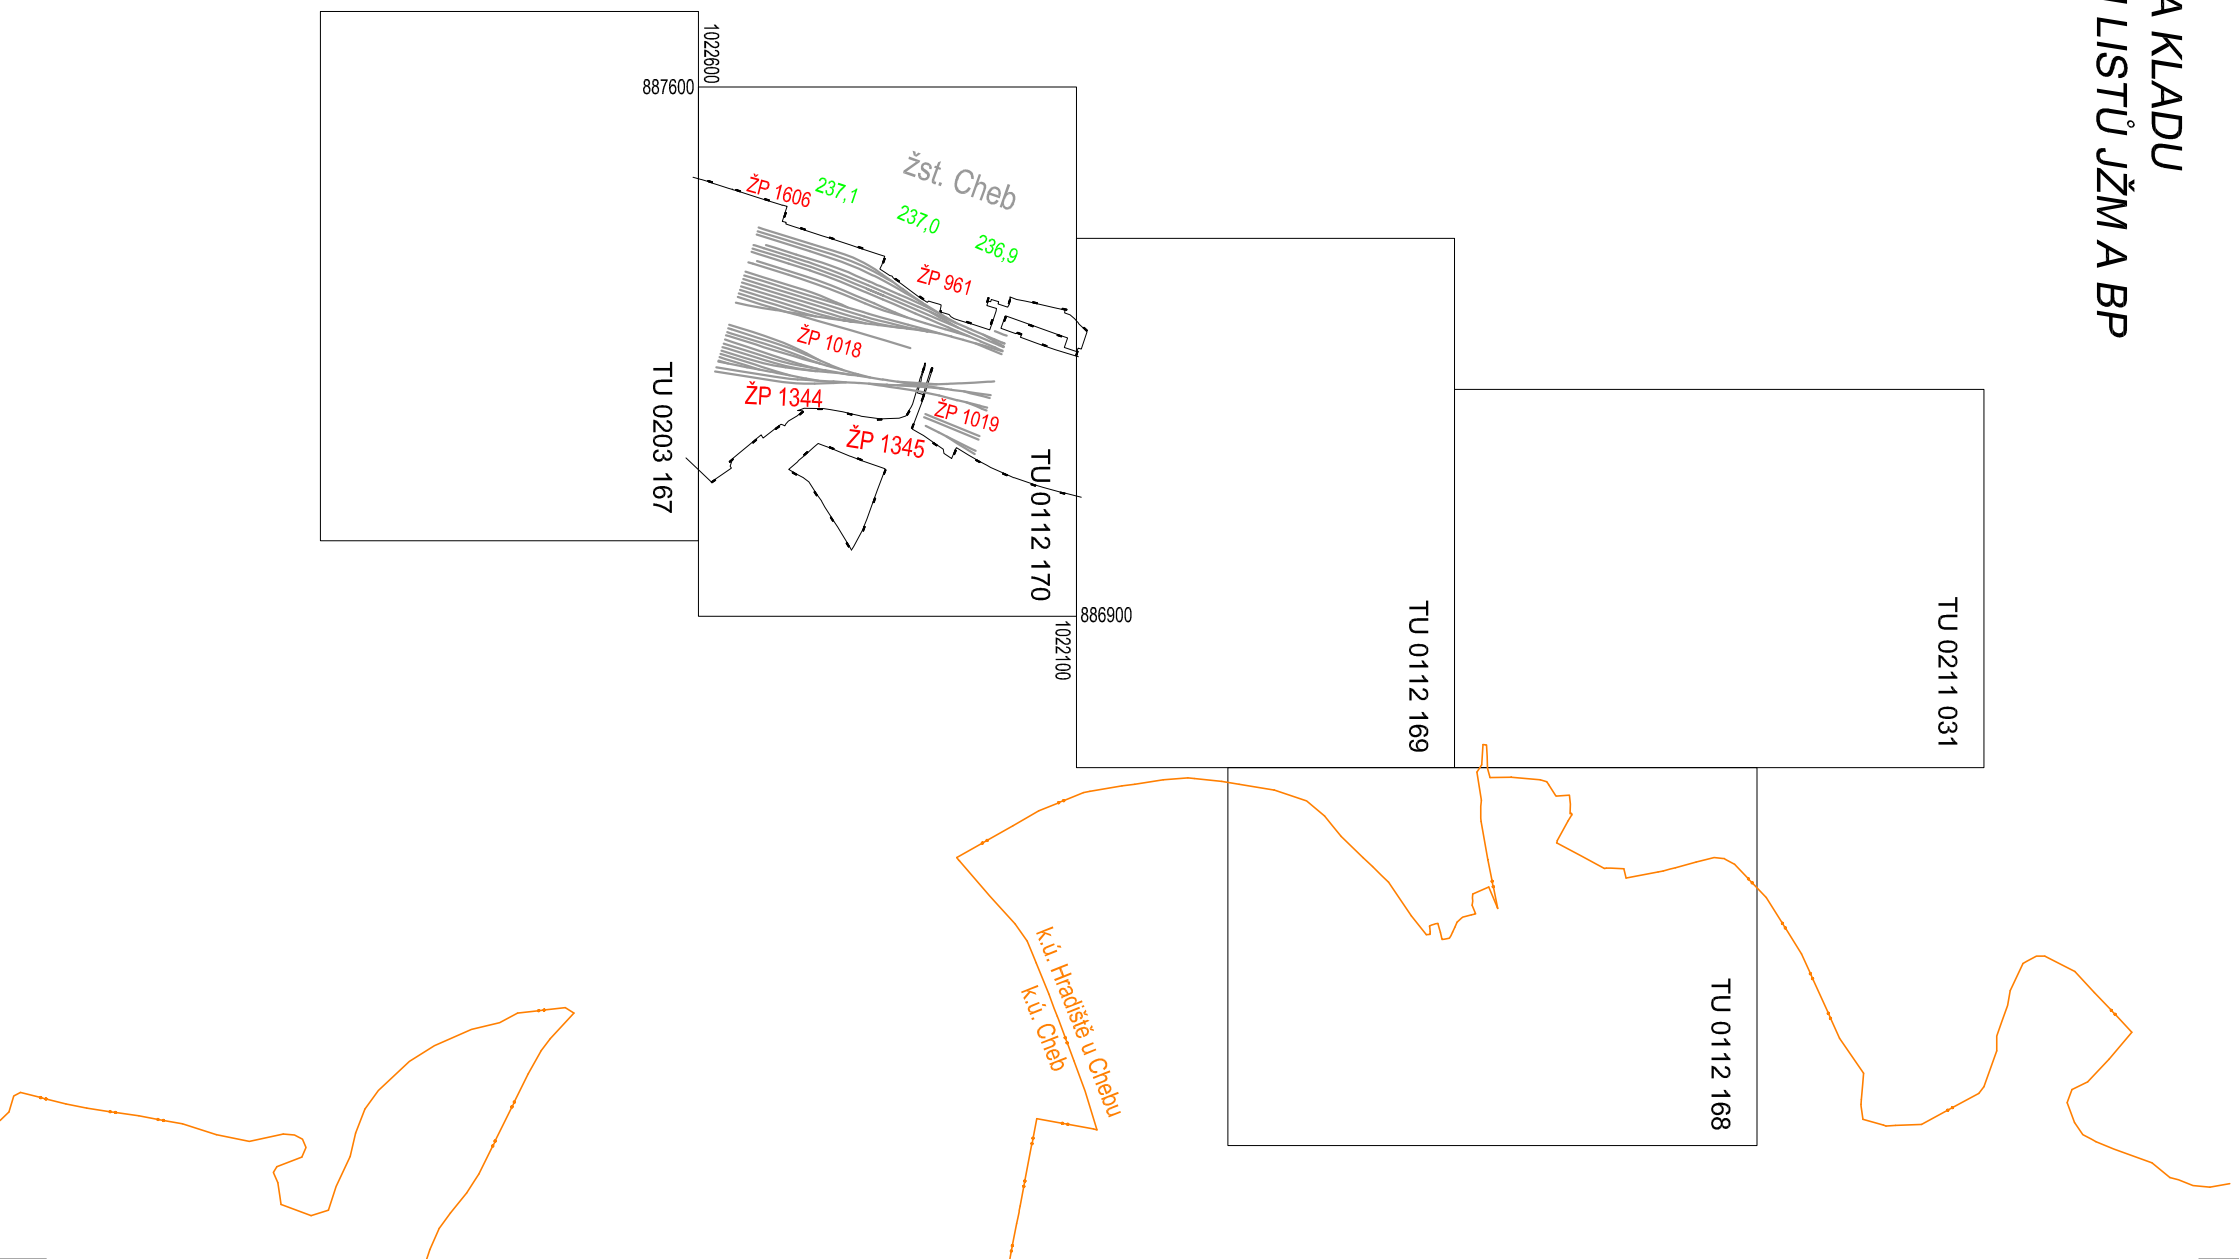 A KLADU
LISTŮ JŽM A BP
1022600
887600
žst. Cheb
ŽP 1606
237,1
237,0
236,9
ŽP 961
ŽP 1018
ŽP 1344
ŽP 1019
ŽP 1345
TU 0203 167
TU 0112 170
886900
1022100
TU 0112 169
TU 0211 031
TU 0112 168
k.ú. Hradiště u Chebu
k.ú. Cheb